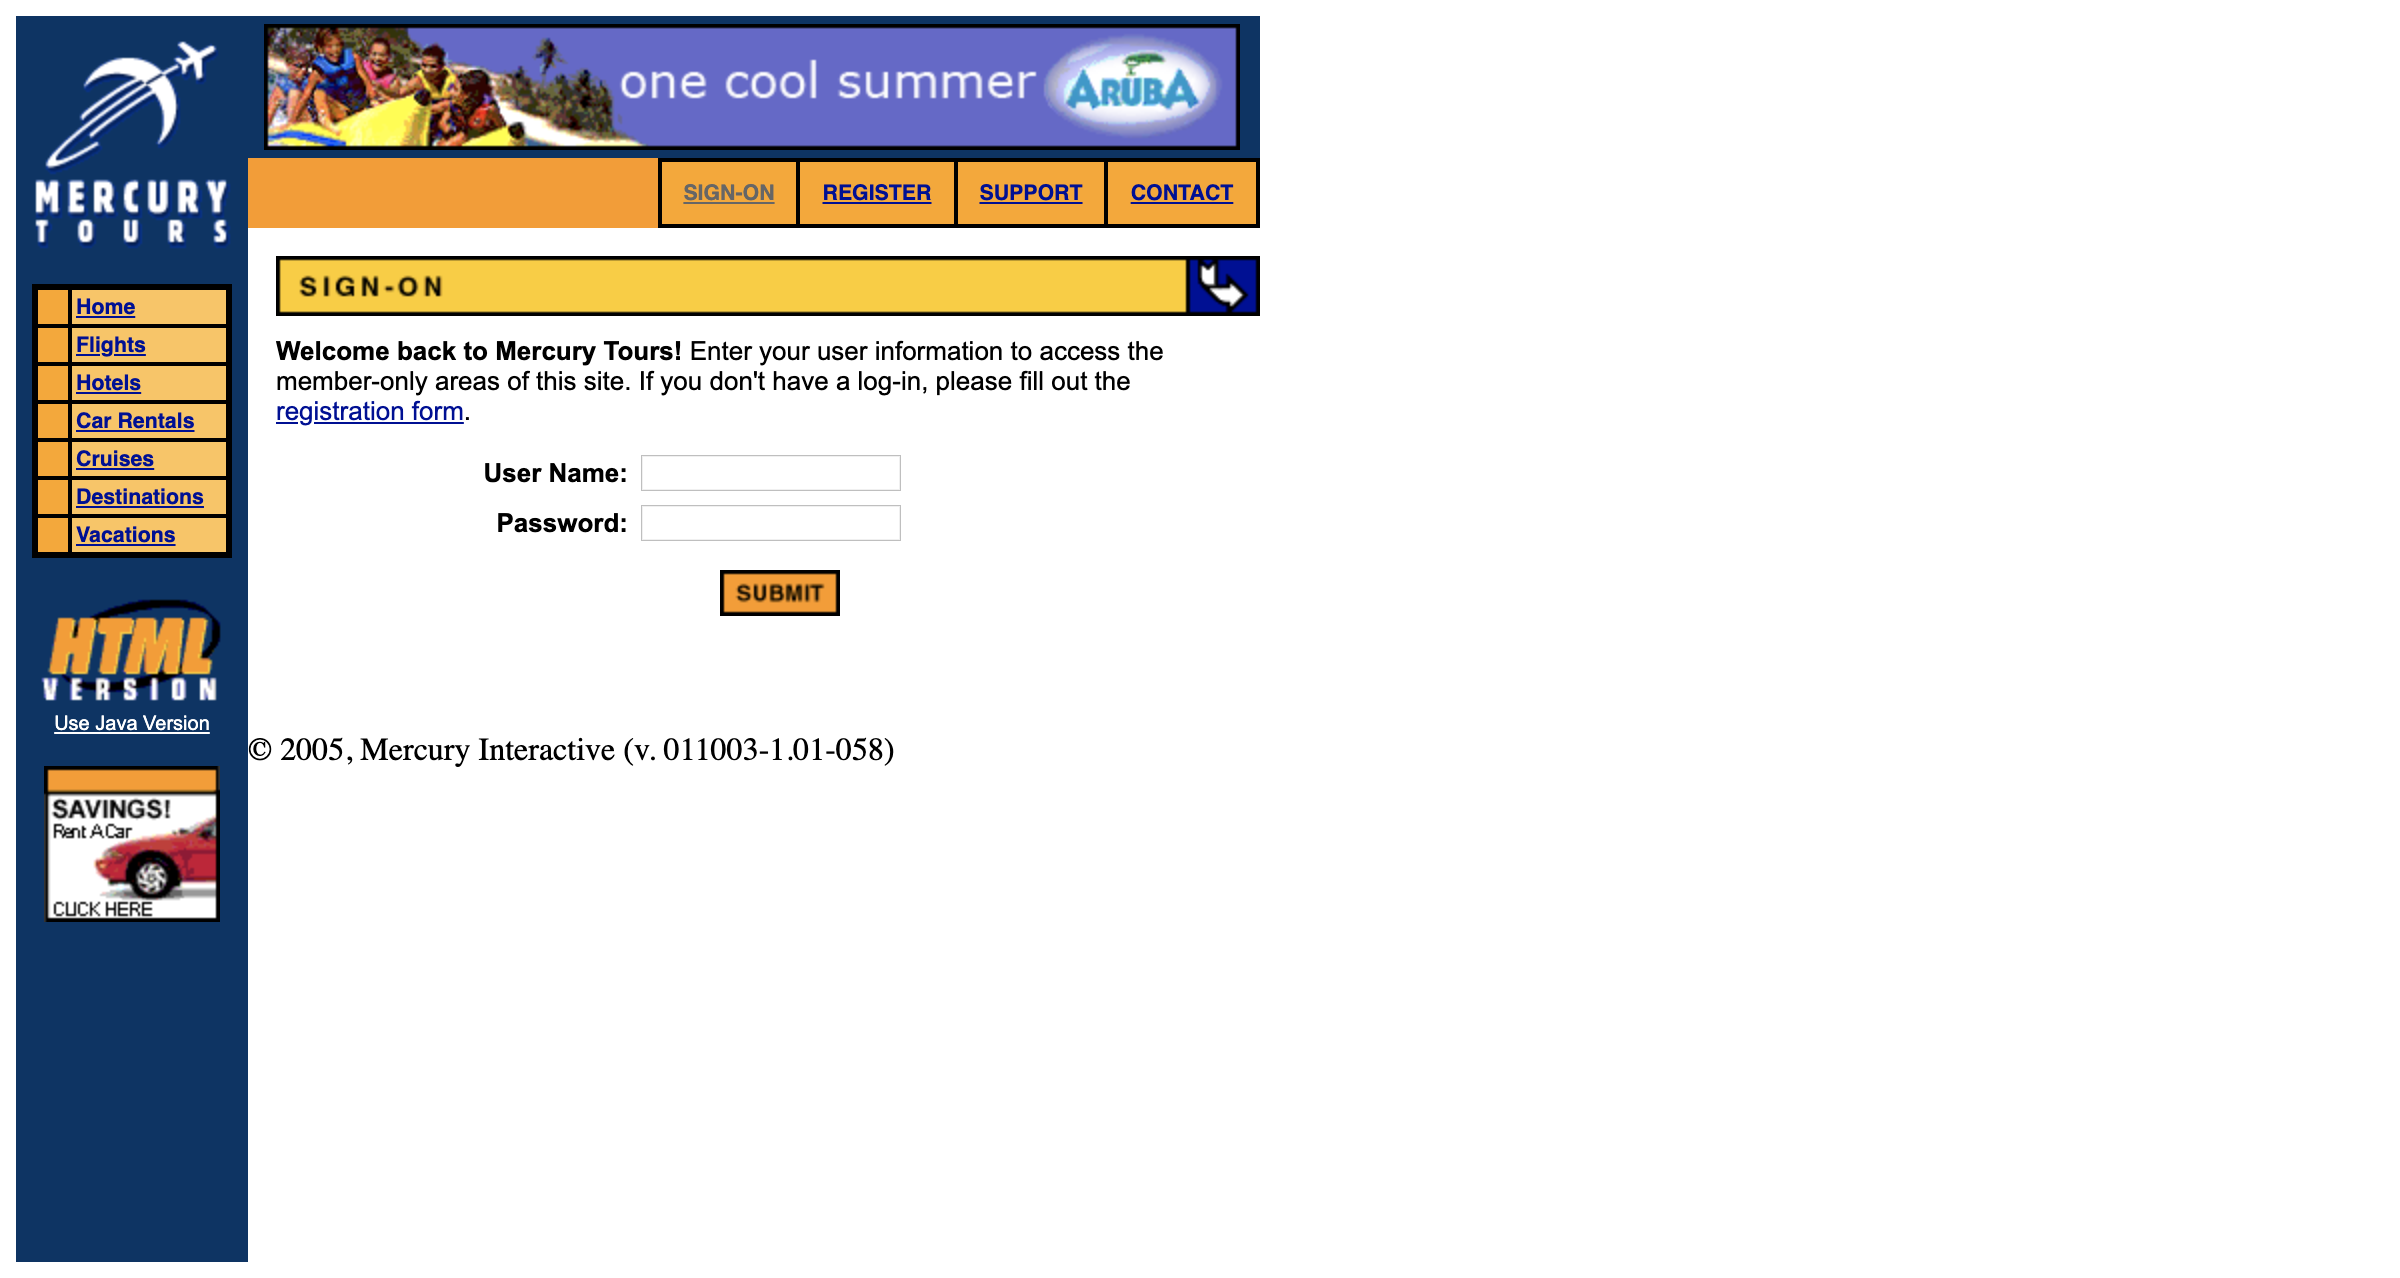 MERCURY
TOURS
one cool summer
ARUBA
SIGN-ON
REGISTER
SUPPORT
CONTACT
Home
Flights
Hotels
Car Rentals
Cruises
Destinations
Vacations
HTML
VERSION
Use Java Version
SAVINGS!
Rent A Car
CLICK HERE
SIGN-ON
Welcome back to Mercury Tours! Enter your user information to access the
member-only areas of this site. If you don't have a log-in, please fill out the
registration form.
User Name:
Password:
SUBMIT
© 2005, Mercury Interactive (v. 011003-1.01-058)